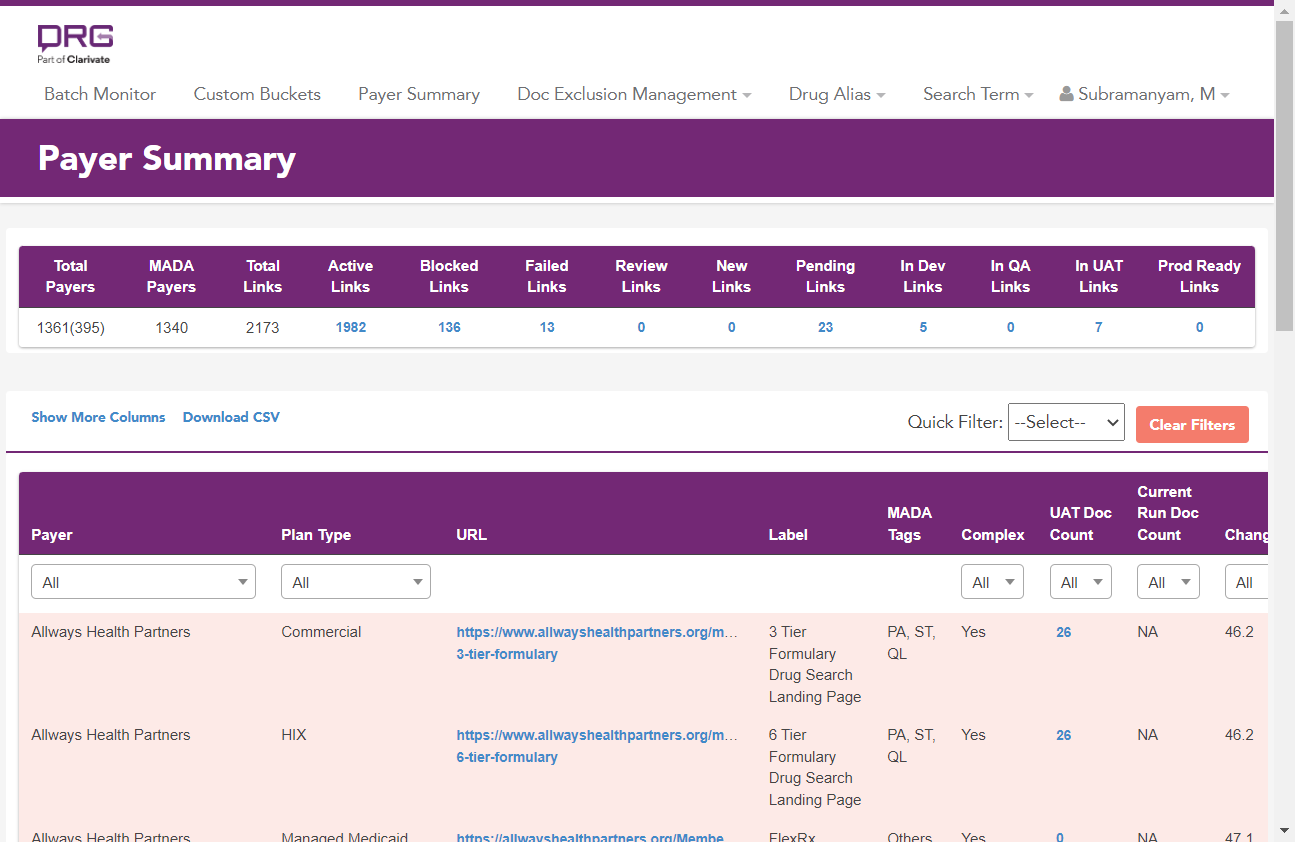 DRG
Part of Clarivate
Batch Monitor Custom Buckets Payer Summary Doc Exclusion Management Drug Alias Search Term Subramanyam, M
Payer Summary
Total Payers MADA Payers Total Links Active Links Blocked Links Failed Links Review Links New Links Pending Links In Dev Links In QA Links In UAT Links Prod Ready Links
1361(395) 1340 2173 1982 136 13 0 0 23 5 0 7 0
Show More Columns Download CSV Quick Filter: --Select-- Clear Filters
Payer Plan Type URL Label MADA Tags Complex UAT Doc Count Current Run Doc Count Chang
All All All All All All
Allways Health Partners Commercial https://www.allwayshealthpartners.org/m... 3 Tier PA, ST, Yes 26 NA 46.2
3-tier-formulary Formulary QL
Drug Search
Landing Page
Allways Health Partners HIX https://www.allwayshealthpartners.org/m... 6 Tier PA, ST, Yes 26 NA 46.2
6-tier-formulary Formulary QL
Drug Search
Landing Page
Allways Health Partners Managed Medicaid https://allwayshealthpartners.org/Membe... FlexRx Others Yes 0 NA 47.1